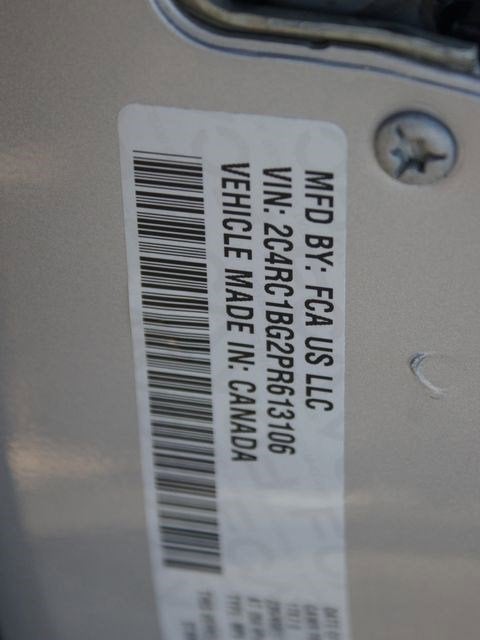 MFD BY: FCA US LLC
VIN: 2C4RC1BG2PR613106
VEHICLE MADE IN: CANADA